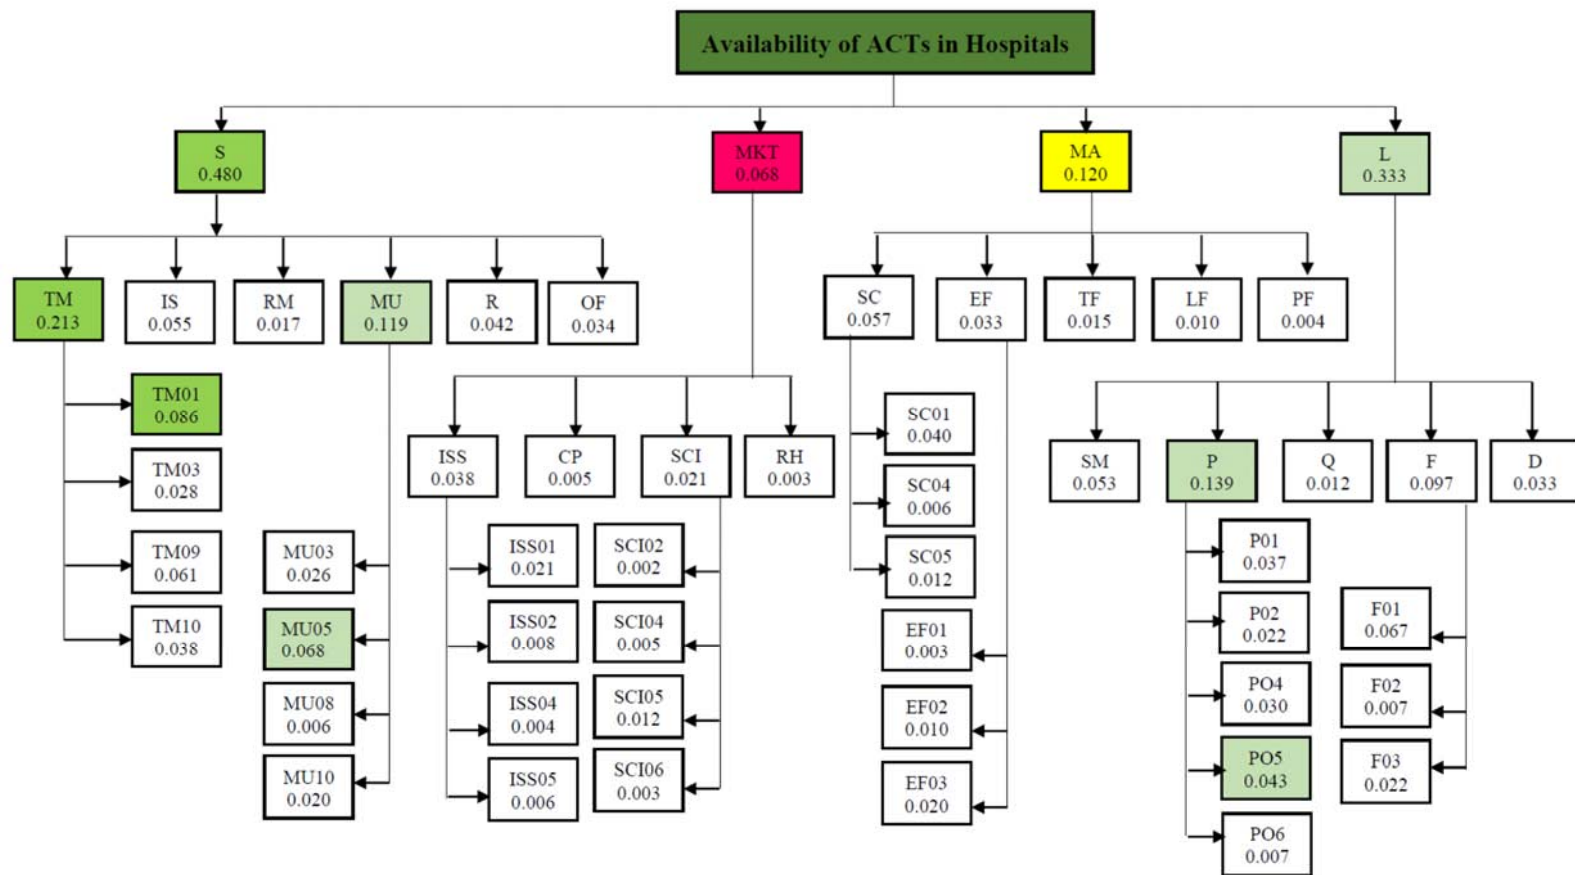 Availability of ACTs in Hospitals
S
0.480
MKT
0.068
MA
0.120
L
0.333
TM
0.213
IS
0.055
RM
0.017
MU
0.119
R
0.042
OF
0.034
SC
0.057
EF
0.033
TF
0.015
LF
0.010
PF
0.004
TM01
0.086
TM03
0.028
TM09
0.061
TM10
0.038
MU03
0.026
MU05
0.068
MU08
0.006
MU10
0.020
ISS
0.038
CP
0.005
SCI
0.021
RH
0.003
ISS01
0.021
ISS02
0.008
ISS04
0.004
ISS05
0.006
SCI02
0.002
SCI04
0.005
SCI05
0.012
SCI06
0.003
SC01
0.040
SC04
0.006
SC05
0.012
EF01
0.003
EF02
0.010
EF03
0.020
SM
0.053
P
0.139
Q
0.012
F
0.097
D
0.033
P01
0.037
P02
0.022
PO4
0.030
PO5
0.043
PO6
0.007
F01
0.067
F02
0.007
F03
0.022